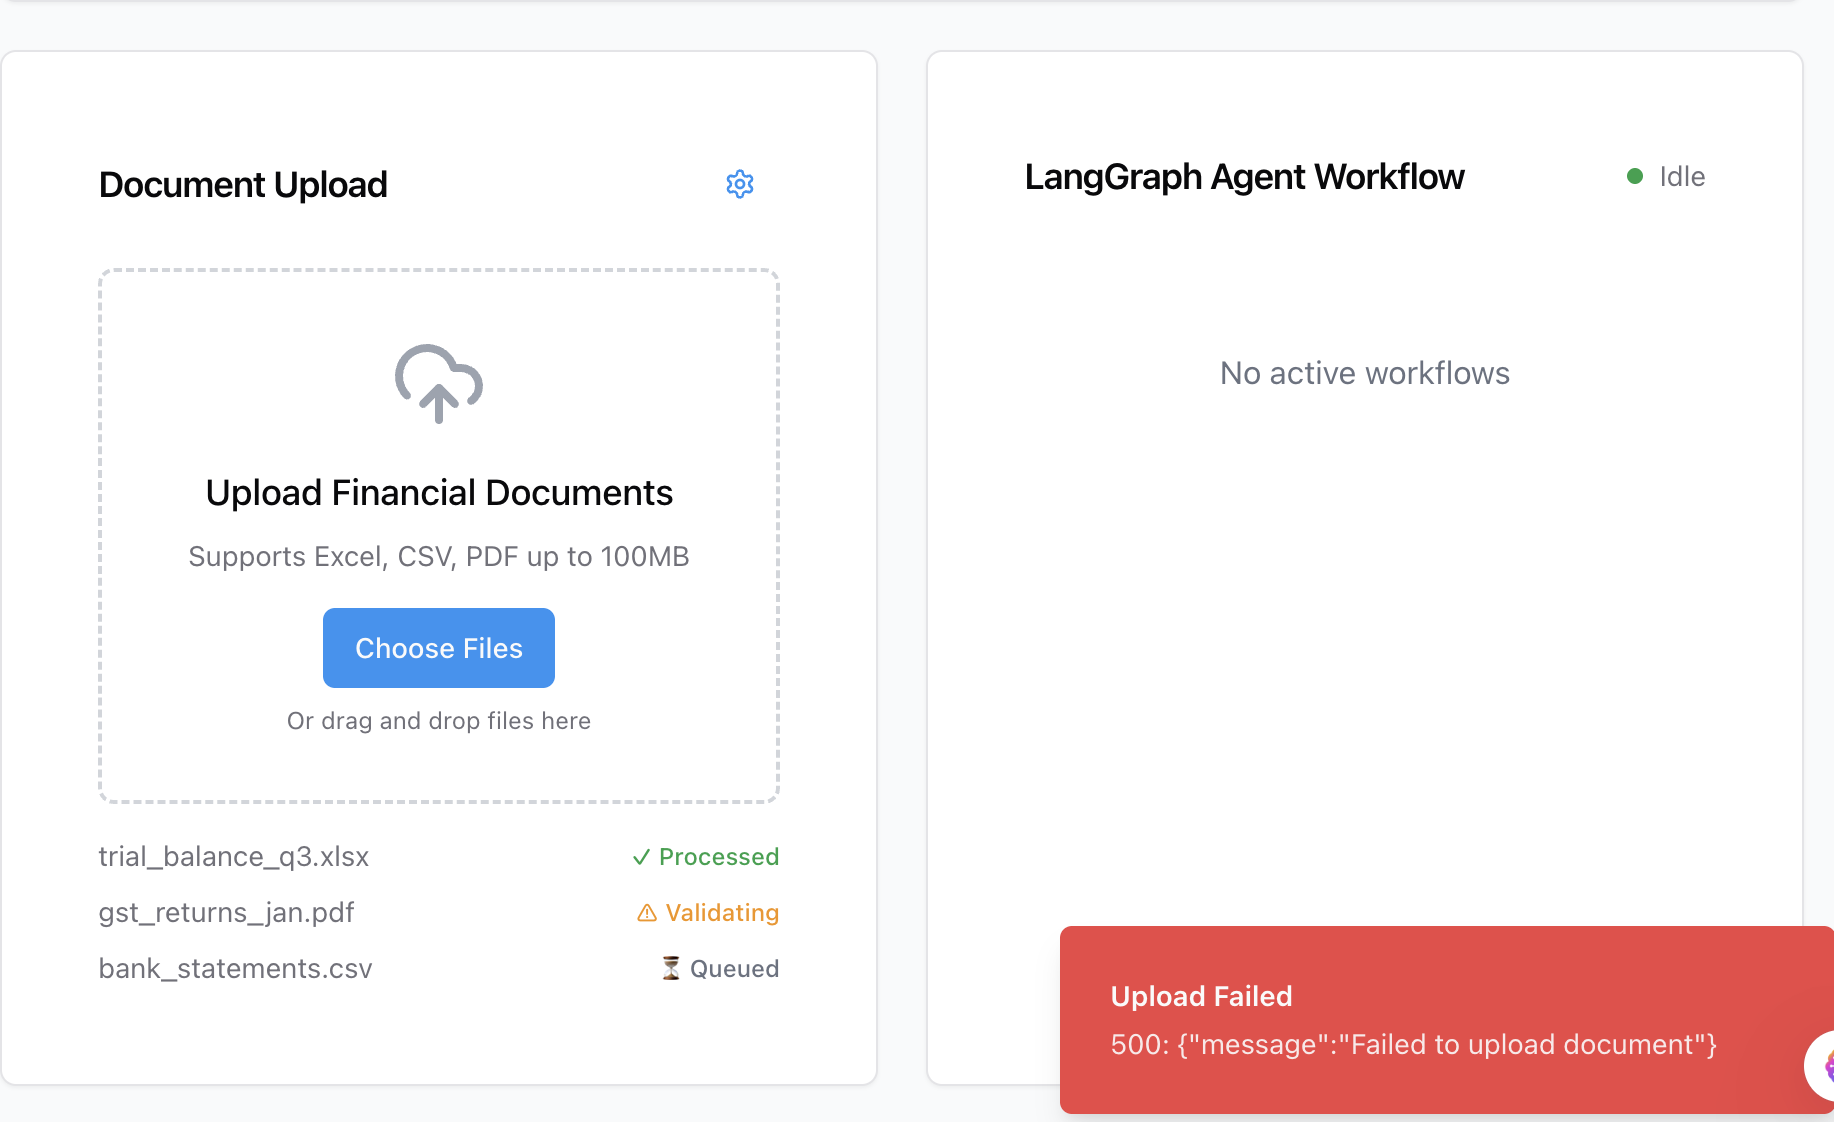 Document Upload
Upload Financial Documents
Supports Excel, CSV, PDF up to 100MB
Choose Files
Or drag and drop files here
trial_balance_q3.xlsx ✓ Processed
gst_returns_jan.pdf ⚠ Validating
bank_statements.csv ⏳ Queued
LangGraph Agent Workflow Idle
No active workflows
Upload Failed
500: {"message":"Failed to upload document"}